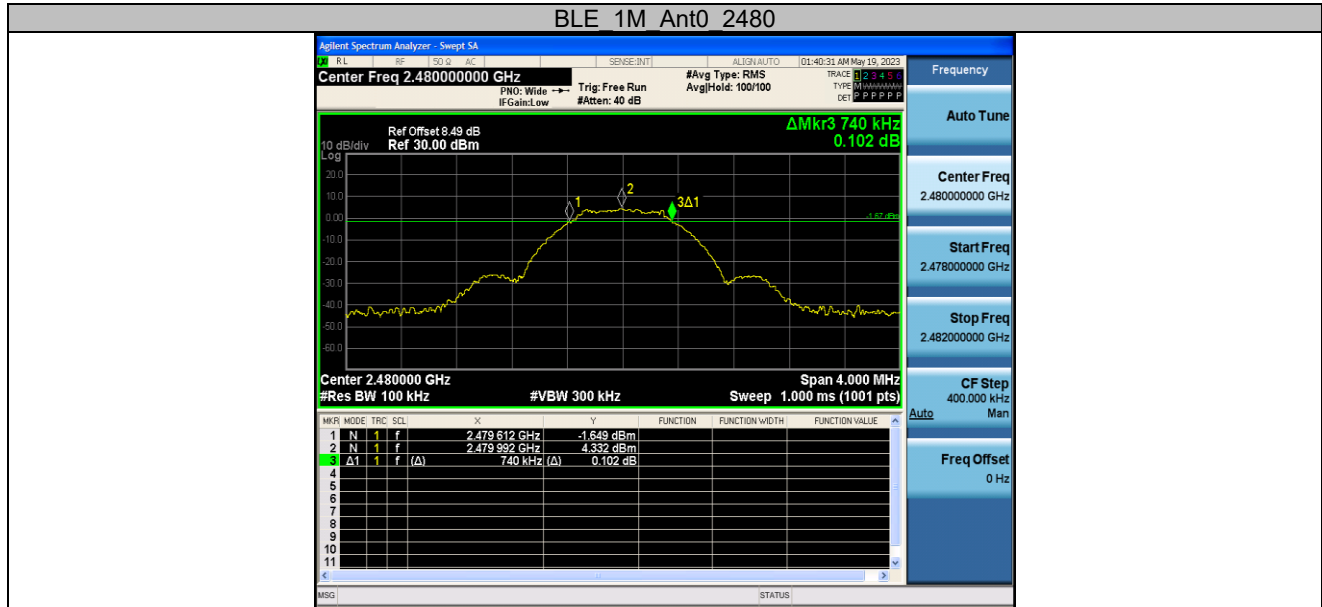 BLE_1M_Ant0_2480
Agilent Spectrum Analyzer - Swept SA
RL RF 50 Ω AC SENSE:INT ALIGN AUTO 01:40:31 AM May 19, 2023
Center Freq 2.480000000 GHz #Avg Type: RMS TRACE 1 2 3 4 5 6
PNO: Wide Trig: Free Run Avg|Hold: 100/100 TYPE M
IFGain:Low #Atten: 40 dB DET P P P P P P
Frequency
Auto Tune
Center Freq
2.480000000 GHz
Start Freq
2.478000000 GHz
Stop Freq
2.482000000 GHz
CF Step
400.000 kHz
Auto Man
Freq Offset
0 Hz
ΔMkr3 740 kHz
0.102 dB
Ref Offset 8.49 dB
10 dB/div Ref 30.00 dBm
Log
20.0
10.0
0.00
-10.0
-20.0
-30.0
-40.0
-50.0
-60.0
1
2
3Δ1
-1.67 dBm
Center 2.480000 GHz Span 4.000 MHz
#Res BW 100 kHz #VBW 300 kHz Sweep 1.000 ms (1001 pts)
MKR MODE TRC SCL X Y FUNCTION FUNCTION WIDTH FUNCTION VALUE
1 N 1 f 2.479 612 GHz -1.649 dBm
2 N 1 f 2.479 992 GHz 4.332 dBm
3 Δ1 1 f (Δ) 740 kHz (Δ) 0.102 dB
4
5
6
7
8
9
10
11
MSG STATUS